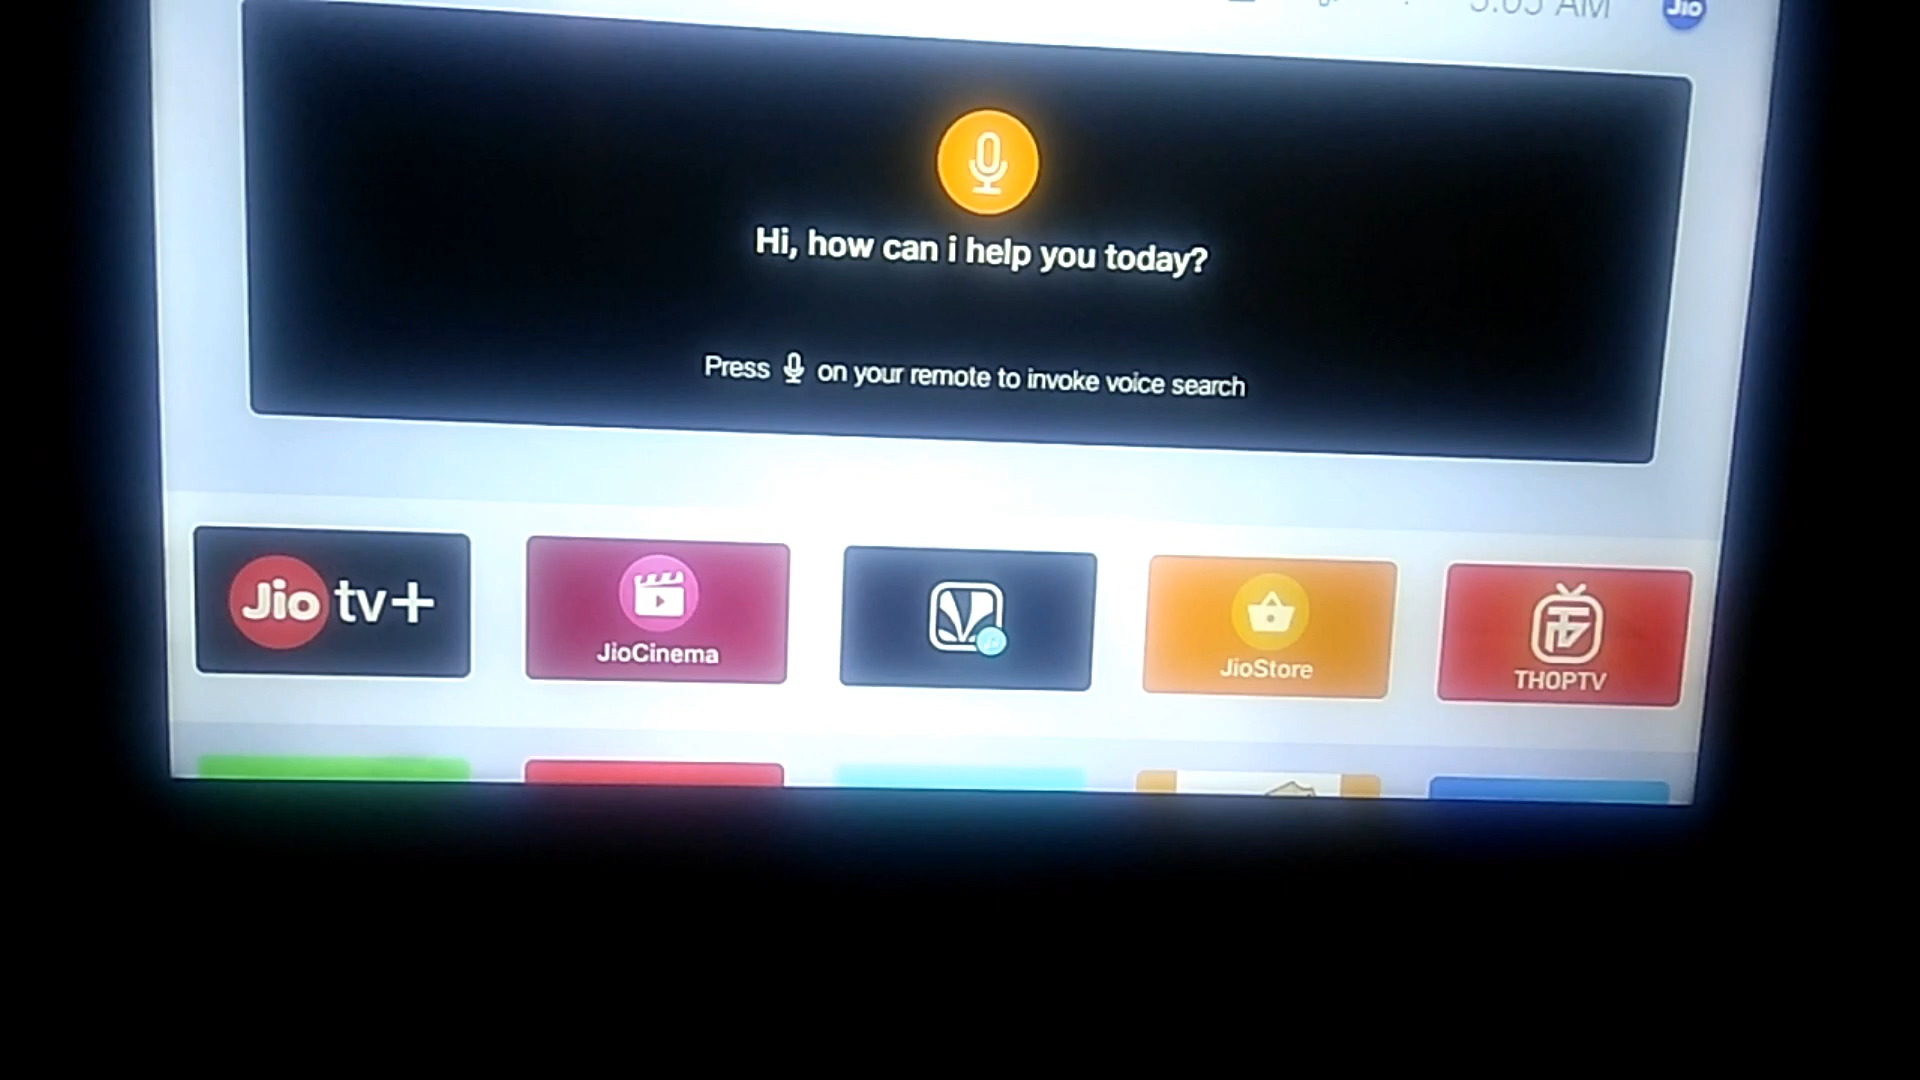 Jio
Hi, how can i help you today?
Press on your remote to invoke voice search
Jio tv+
JioCinema
JioStore
THOPTV